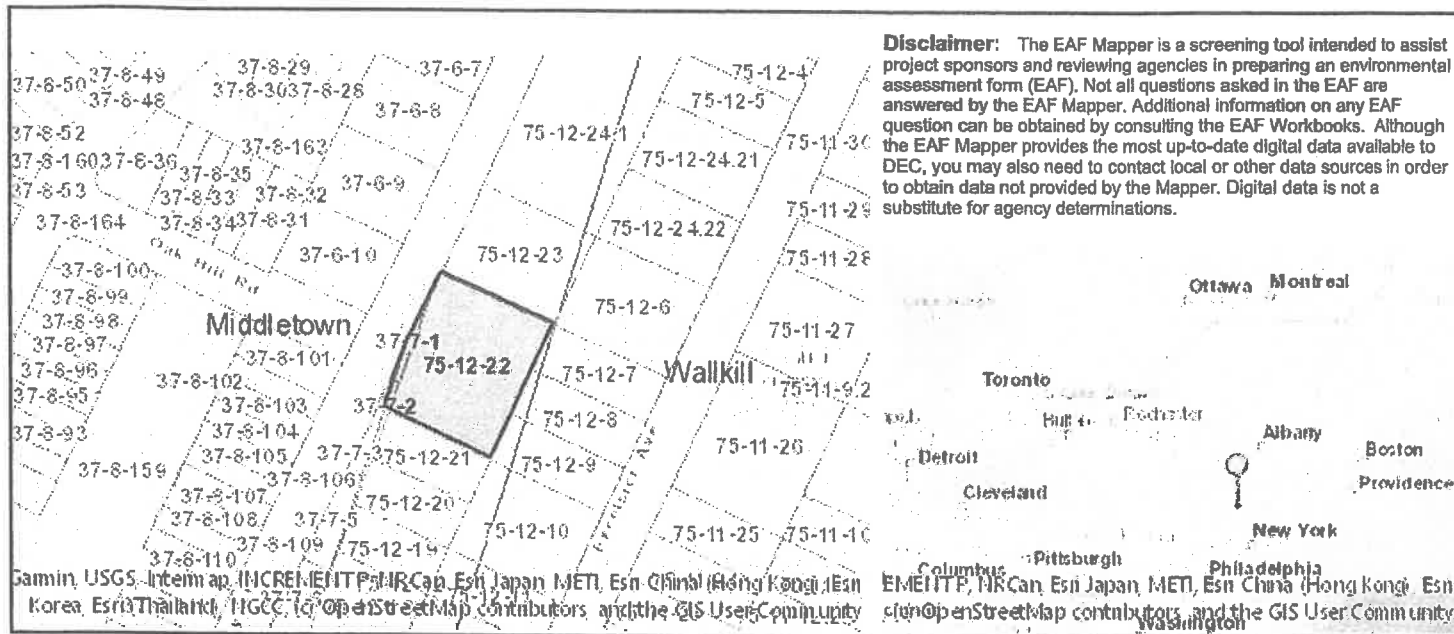 Disclaimer: The EAF Mapper is a screening tool intended to assist
project sponsors and reviewing agencies in preparing an environmental
assessment form (EAF). Not all questions asked in the EAF are
answered by the EAF Mapper. Additional information on any EAF
question can be obtained by consulting the EAF Workbooks. Although
the EAF Mapper provides the most up-to-date digital data available to
DEC, you may also need to contact local or other data sources in order
to obtain data not provided by the Mapper. Digital data is not a
substitute for agency determinations.
37-8-50 37-8-49 37-8-29 37-6-7 75-12-4
37-8-48 37-8-30 37-8-28 75-12-5
37-6-8
37-8-52 75-12-24.1
37-8-163 75-11-30
37-8-160 37-8-36 75-12-24.21
37-8-35 37-6-9
37-8-53 37-8-33 37-8-32 75-11-29
37-8-164 37-8-34 37-8-31 75-12-24.22
Oak Hill Rd 37-6-10 75-12-23 75-11-28
37-8-100
37-8-99 75-12-6
37-8-98 Middletown 75-11-27
37-8-97 37-7-1
37-8-96 37-8-101 75-12-22 75-12-7 Wallkill
37-8-95 37-8-102 75-11-9.2
37-8-103 37-7-2 75-12-8
37-8-93 37-8-104
37-8-105 37-7-3 75-12-21 75-12-9 75-11-26
37-8-159 37-8-106
37-8-107 75-12-20
37-8-108 37-7-5 75-12-10 75-11-25 75-11-10
37-8-109 75-12-19
37-8-110
Garmin, USGS, Intermap, INCREMENT P, NRCan, Esri Japan, METI, Esri China (Hong Kong), Esri
Korea, Esri (Thailand), NGCC, (c) OpenStreetMap contributors, and the GIS User Community
Ottawa Montreal
Toronto
Rochester
Albany
Detroit Boston
Cleveland Providence
New York
Pittsburgh
Columbus Philadelphia
EMENT P, NRCan, Esri Japan, METI, Esri China (Hong Kong), Esri
OpenStreetMap contributors, and the GIS User Community
Washington